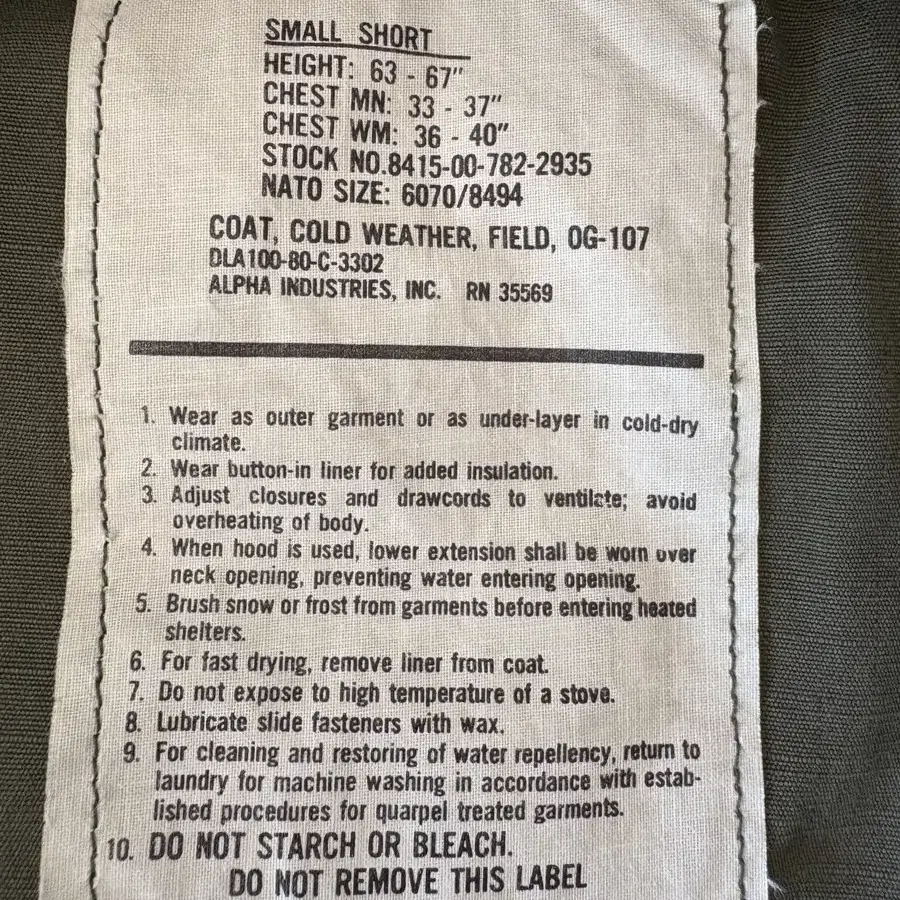 SMALL SHORT
HEIGHT: 63 - 67"
CHEST MN: 33 - 37"
CHEST WM: 36 - 40"
STOCK NO.8415-00-782-2935
NATO SIZE: 6070/8494
COAT, COLD WEATHER, FIELD, OG-107
DLA100-80-C-3302
ALPHA INDUSTRIES, INC. RN 35569
1. Wear as outer garment or as under-layer in cold-dry
climate.
2. Wear button-in liner for added insulation.
3. Adjust closures and drawcords to ventilate; avoid
overheating of body.
4. When hood is used, lower extension shall be worn over
neck opening, preventing water entering opening.
5. Brush snow or frost from garments before entering heated
shelters.
6. For fast drying, remove liner from coat.
7. Do not expose to high temperature of a stove.
8. Lubricate slide fasteners with wax.
9. For cleaning and restoring of water repellency, return to
laundry for machine washing in accordance with estab-
lished procedures for quarpel treated garments.
10. DO NOT STARCH OR BLEACH.
DO NOT REMOVE THIS LABEL